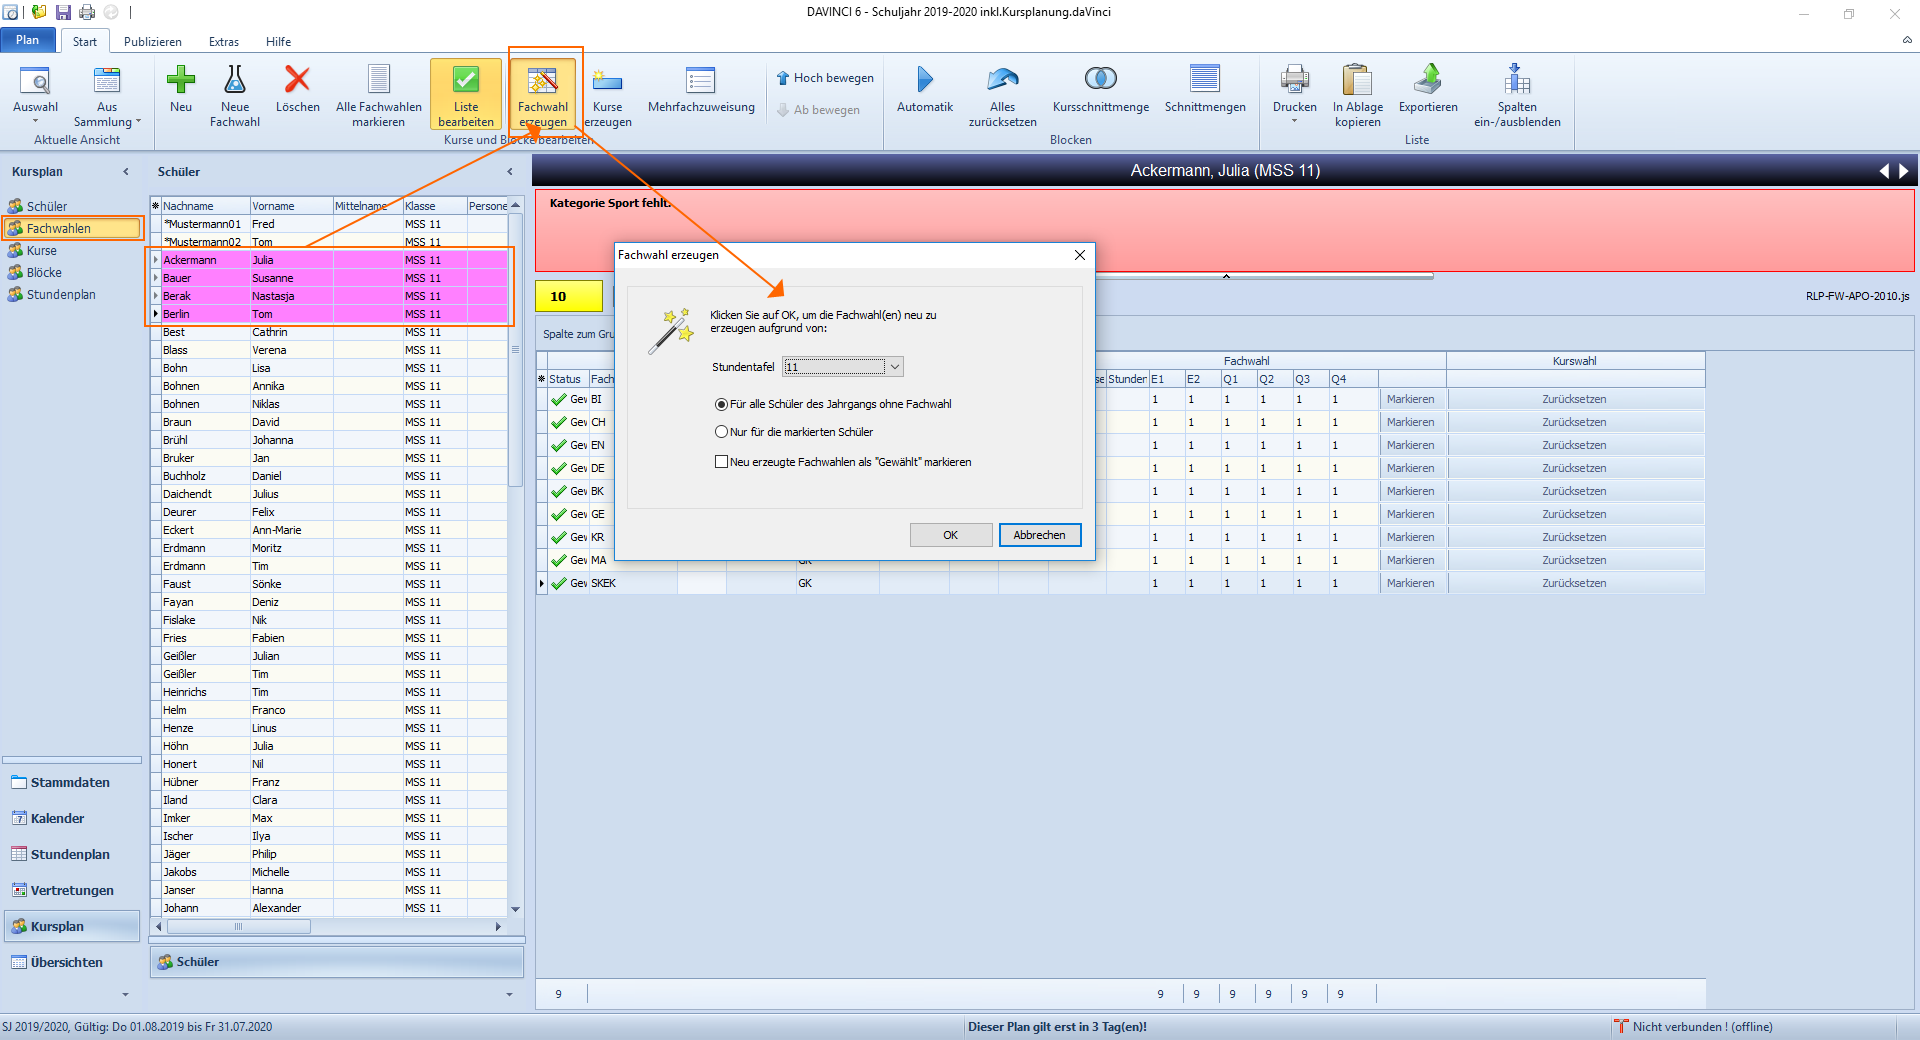 DAVINCI 6 - Schuljahr 2019-2020 inkl.Kursplanung.daVinci
Plan Start Publizieren Extras Hilfe
Auswahl
Aus Sammlung
Aktuelle Ansicht
Neu
Neue Fachwahl
Löschen
Alle Fachwahlen markieren
Liste bearbeiten
Fachwahl erzeugen
Kurse erzeugen
Mehrfachzuweisung
Hoch bewegen
Ab bewegen
Kurse und Blöcke bearbeiten
Automatik
Alles zurücksetzen
Kursschnittmenge
Schnittmengen
Blocken
Drucken
In Ablage kopieren
Exportieren
Spalten ein-/ausblenden
Liste
Kursplan
Schüler
Fachwahlen
Kurse
Blöcke
Stundenplan
Stammdaten
Kalender
Stundenplan
Vertretungen
Kursplan
Übersichten
Schüler
Nachname Vorname Mittelname Klasse Persone
*Mustermann01 Fred MSS 11
*Mustermann02 Tom MSS 11
Ackermann Julia MSS 11
Bauer Susanne MSS 11
Berak Nastasja MSS 11
Berlin Tom MSS 11
Best Cathrin MSS 11
Blass Verena MSS 11
Bohn Lisa MSS 11
Bohnen Annika MSS 11
Bohnen Niklas MSS 11
Braun David MSS 11
Brühl Johanna MSS 11
Bruker Jan MSS 11
Buchholz Daniel MSS 11
Daichendt Julius MSS 11
Deurer Felix MSS 11
Eckert Ann-Marie MSS 11
Erdmann Moritz MSS 11
Erdmann Tim MSS 11
Faust Sönke MSS 11
Fayan Deniz MSS 11
Fislake Nik MSS 11
Fries Fabien MSS 11
Geißler Julian MSS 11
Geißler Tim MSS 11
Heinrichs Tim MSS 11
Helm Franco MSS 11
Henze Linus MSS 11
Höhn Julia MSS 11
Honert Nil MSS 11
Hübner Franz MSS 11
Iland Clara MSS 11
Imker Max MSS 11
Ischer Ilya MSS 11
Jäger Philip MSS 11
Jakobs Michelle MSS 11
Janser Hanna MSS 11
Johann Alexander MSS 11
Schüler
Ackermann, Julia (MSS 11)
Kategorie Sport fehlt.
10
RLP-FW-APO-2010.js
Spalte zum Gru
Fachwahl Kurswahl
Status Fach se Stunden E1 E2 Q1 Q2 Q3 Q4
Gew BI 1 1 1 1 1 1 Markieren Zurücksetzen
Gew CH 1 1 1 1 1 1 Markieren Zurücksetzen
Gew EN 1 1 1 1 1 1 Markieren Zurücksetzen
Gew DE 1 1 1 1 1 1 Markieren Zurücksetzen
Gew BK 1 1 1 1 1 1 Markieren Zurücksetzen
Gew GE 1 1 1 1 1 1 Markieren Zurücksetzen
Gew KR 1 1 1 1 1 1 Markieren Zurücksetzen
Gew MA GK 1 1 1 1 1 1 Markieren Zurücksetzen
Gew SKEK GK 1 1 1 1 1 1 Markieren Zurücksetzen
9 9 9 9 9 9 9
Fachwahl erzeugen
Klicken Sie auf OK, um die Fachwahl(en) neu zu
erzeugen aufgrund von:
Stundentafel 11
Für alle Schüler des Jahrgangs ohne Fachwahl
Nur für die markierten Schüler
Neu erzeugte Fachwahlen als "Gewählt" markieren
OK Abbrechen
SJ 2019/2020, Gültig: Do 01.08.2019 bis Fr 31.07.2020
Dieser Plan gilt erst in 3 Tag(en)!
Nicht verbunden ! (offline)